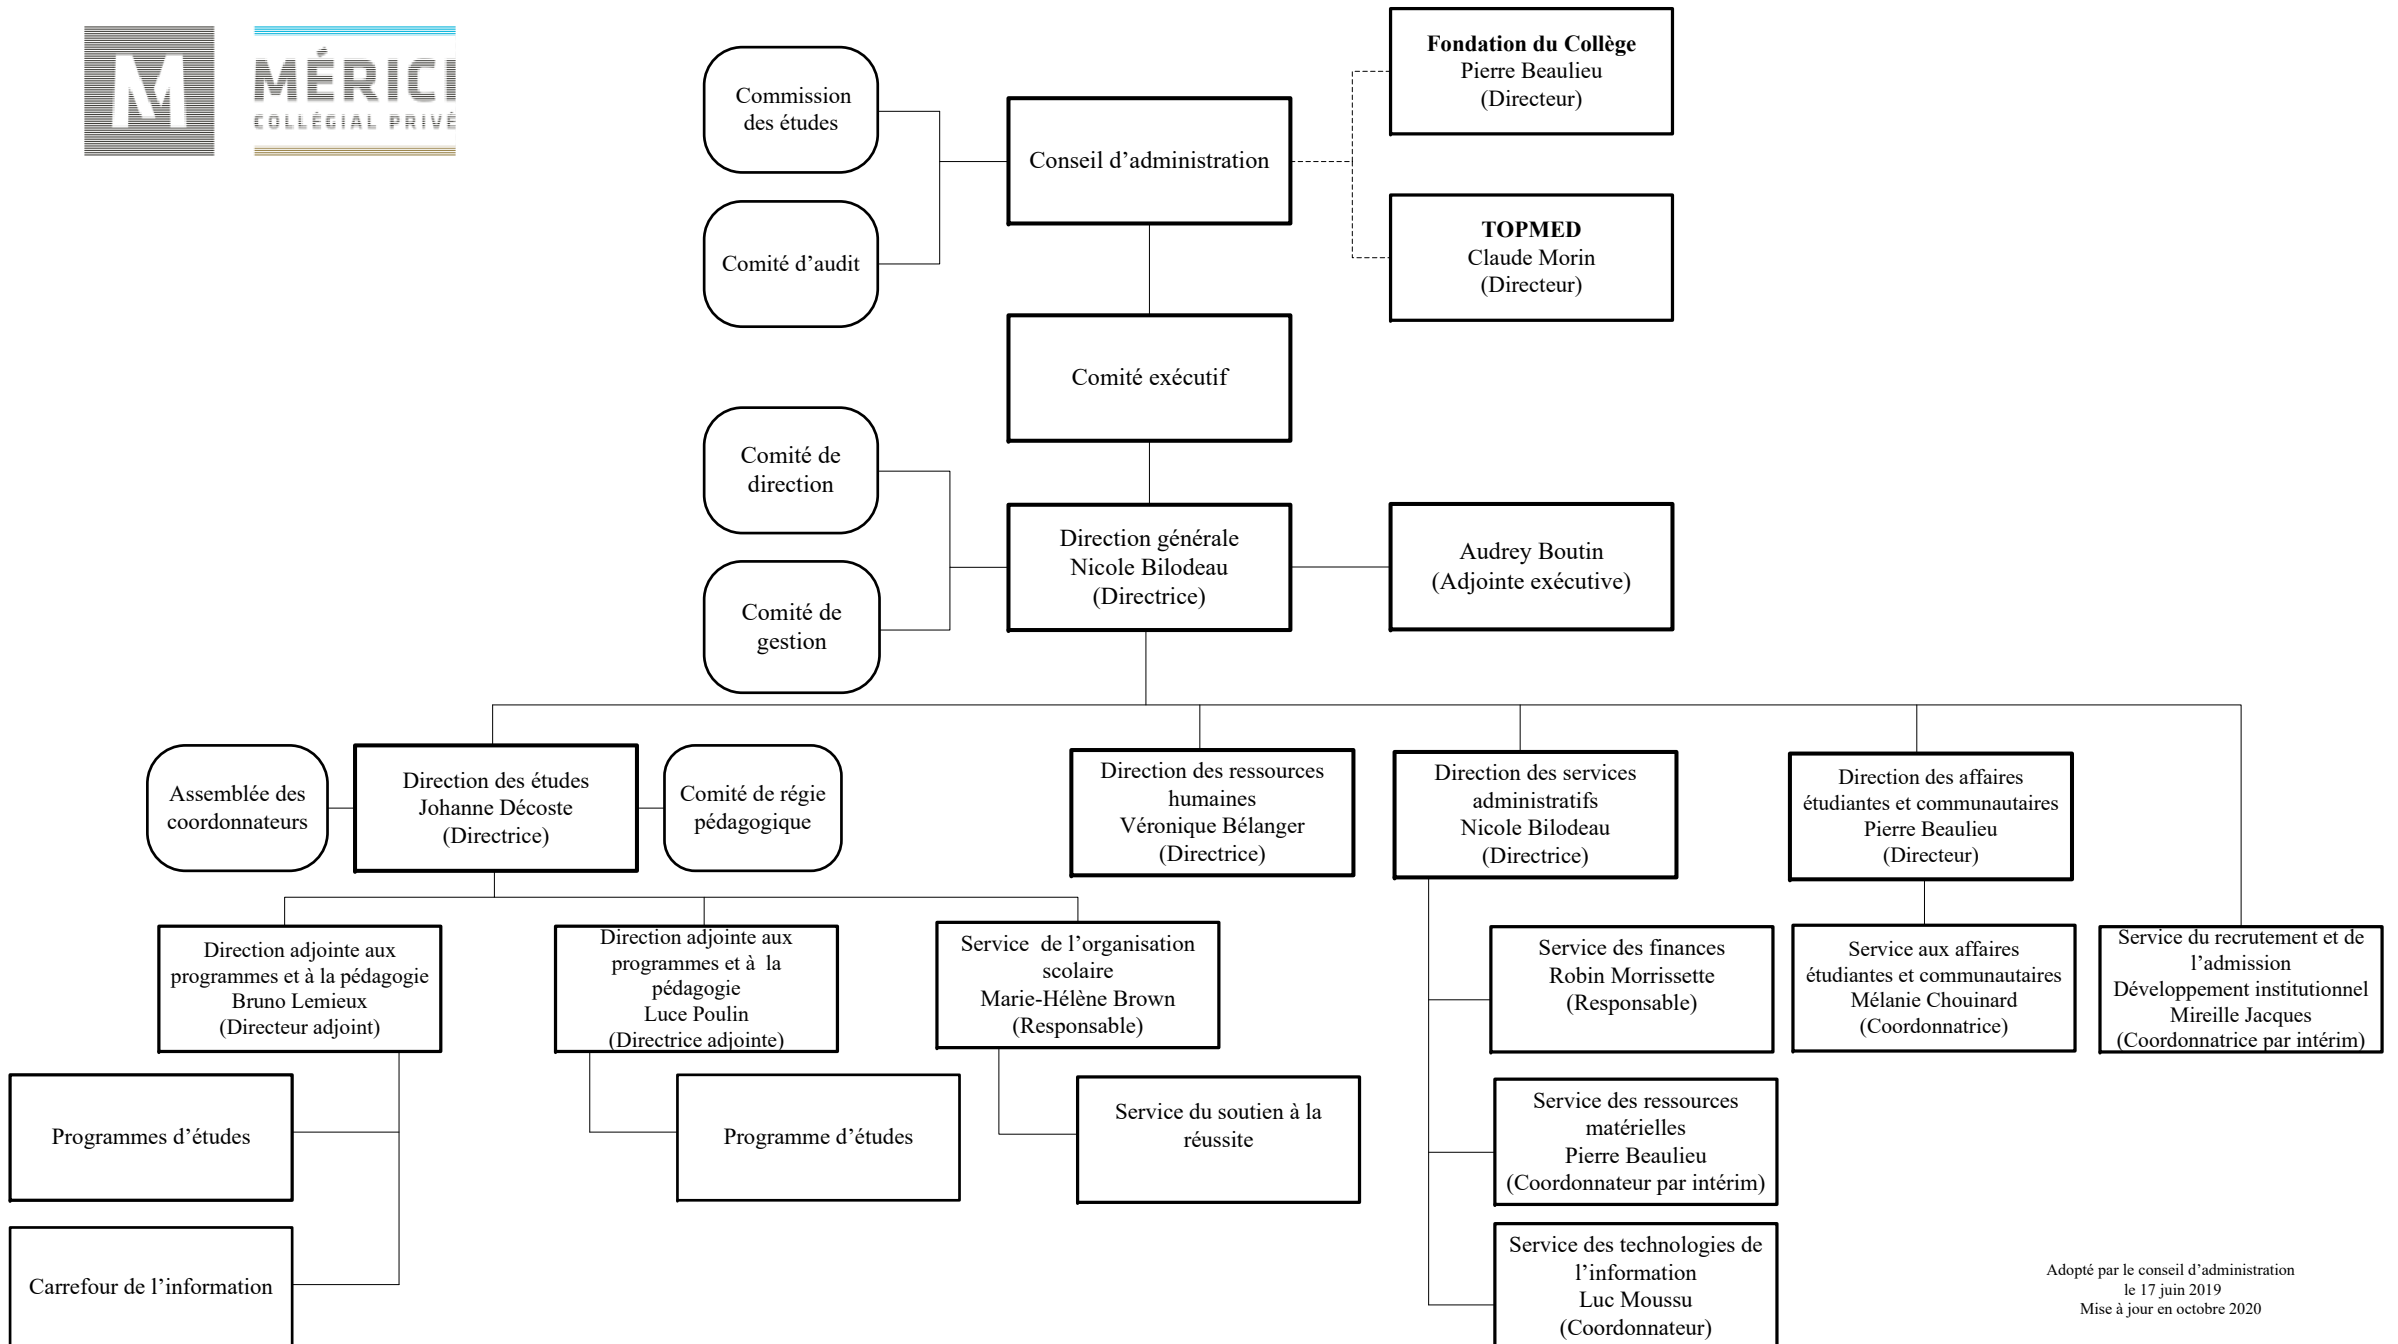 M
MÉRICI
COLLÉGIAL PRIVÉ
Fondation du Collège
Pierre Beaulieu
(Directeur)
Commission
des études
Conseil d’administration
TOPMED
Claude Morin
(Directeur)
Comité d’audit
Comité exécutif
Comité de
direction
Direction générale
Nicole Bilodeau
(Directrice)
Audrey Boutin
(Adjointe exécutive)
Comité de
gestion
Assemblée des
coordonnateurs
Direction des études
Johanne Décoste
(Directrice)
Comité de régie
pédagogique
Direction des ressources
humaines
Véronique Bélanger
(Directrice)
Direction des services
administratifs
Nicole Bilodeau
(Directrice)
Direction des affaires
étudiantes et communautaires
Pierre Beaulieu
(Directeur)
Direction adjointe aux
programmes et à la pédagogie
Bruno Lemieux
(Directeur adjoint)
Direction adjointe aux
programmes et à  la
pédagogie
Luce Poulin
(Directrice adjointe)
Service  de l’organisation
scolaire
Marie-Hélène Brown
(Responsable)
Service des finances
Robin Morrissette
(Responsable)
Service aux affaires
étudiantes et communautaires
Mélanie Chouinard
(Coordonnatrice)
Service du recrutement et de
l’admission
Développement institutionnel
Mireille Jacques
(Coordonnatrice par intérim)
Programmes d’études
Programme d’études
Service du soutien à la
réussite
Service des ressources
matérielles
Pierre Beaulieu
(Coordonnateur par intérim)
Carrefour de l’information
Service des technologies de
l’information
Luc Moussu
(Coordonnateur)
Adopté par le conseil d’administration
le 17 juin 2019
Mise à jour en octobre 2020